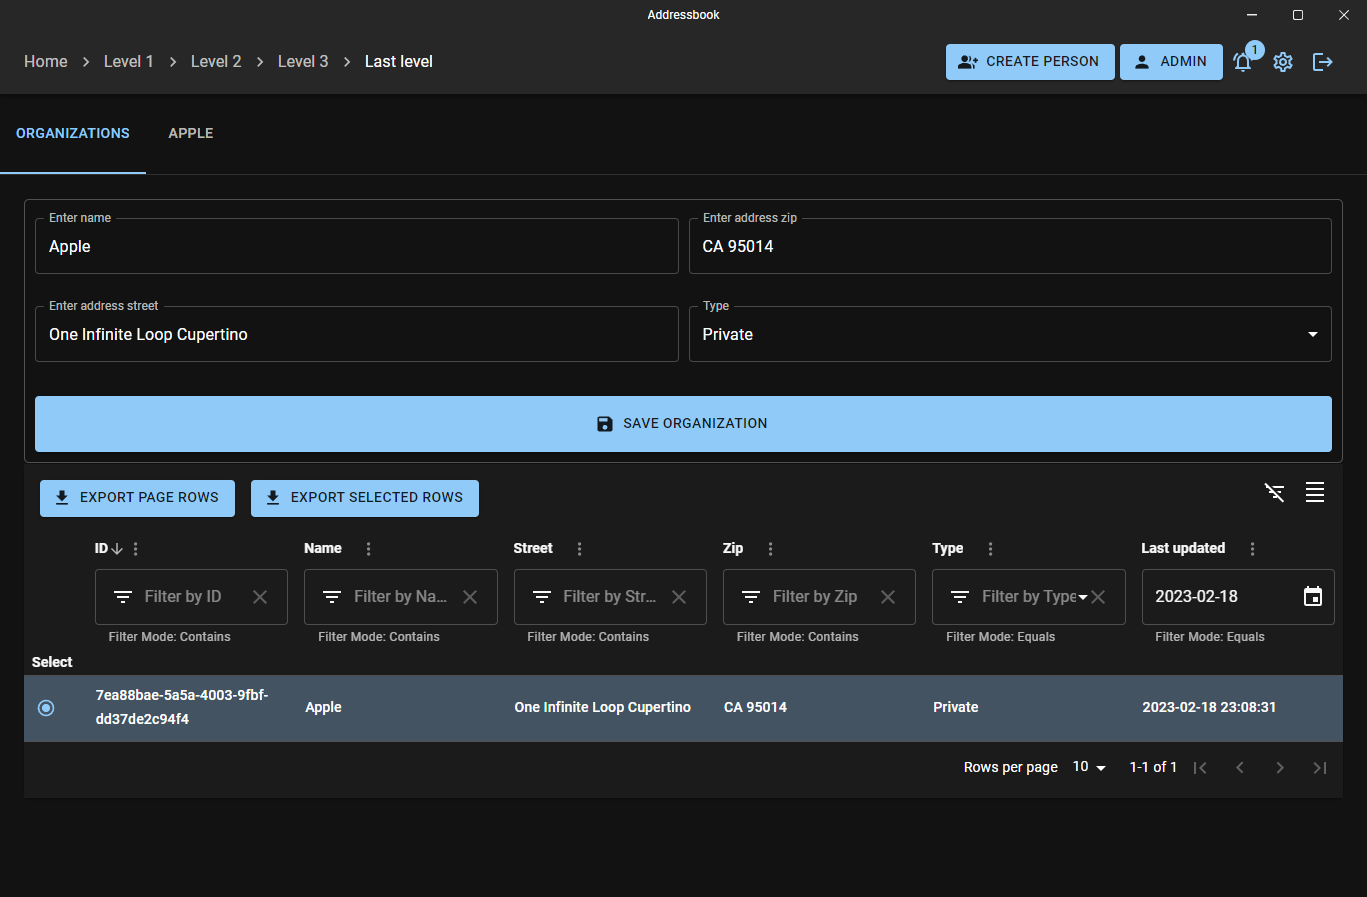 Addressbook
Home > Level 1 > Level 2 > Level 3 > Last level
CREATE PERSON
ADMIN
1
ORGANIZATIONS
APPLE
Enter name
Apple
Enter address zip
CA 95014
Enter address street
One Infinite Loop Cupertino
Type
Private
SAVE ORGANIZATION
EXPORT PAGE ROWS
EXPORT SELECTED ROWS
ID Name Street Zip Type Last updated
Filter by ID Filter by Na... Filter by Str... Filter by Zip Filter by Type 2023-02-18
Filter Mode: Contains Filter Mode: Contains Filter Mode: Contains Filter Mode: Contains Filter Mode: Equals Filter Mode: Equals
Select
7ea88bae-5a5a-4003-9fbf-
dd37de2c94f4
Apple One Infinite Loop Cupertino CA 95014 Private 2023-02-18 23:08:31
Rows per page 10 1-1 of 1